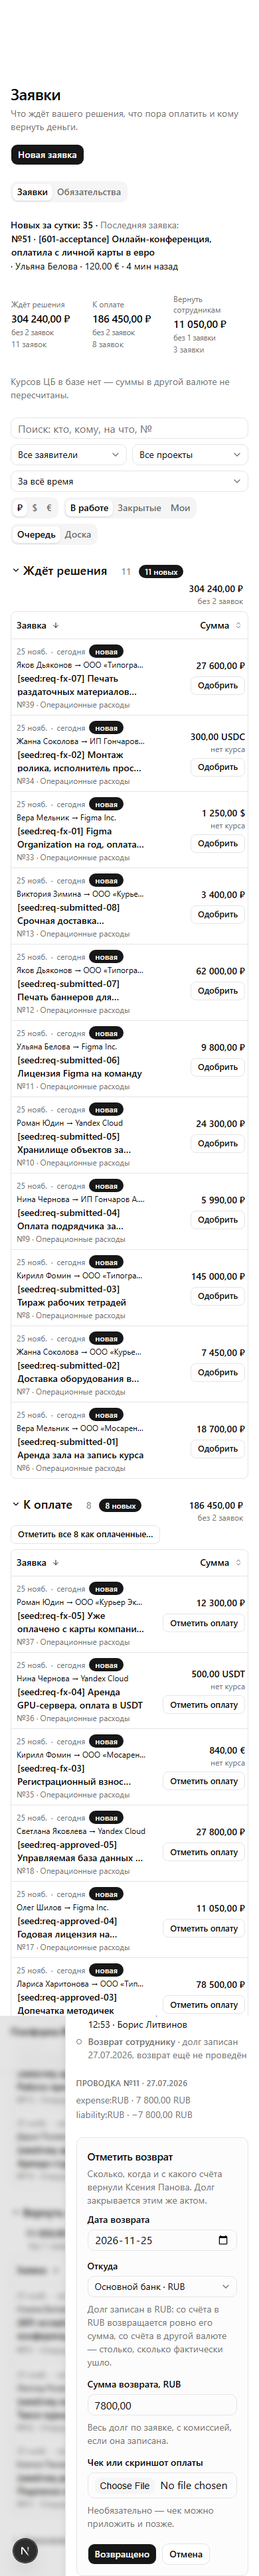 Заявки
Что ждёт вашего решения, что пора оплатить и кому
вернуть деньги.
Новая заявка
Заявки Обязательства
Новых за сутки: 35 · Последняя заявка:
№51 · [601-acceptance] Онлайн-конференция,
оплатила с личной карты в евро
· Ульяна Белова · 120.00 € · 4 мин назад
Ждёт решения
304 240,00 ₽
без 2 заявок
11 заявок
К оплате
186 450,00 ₽
без 2 заявок
8 заявок
Вернуть
сотрудникам
11 050,00 ₽
без 1 заявки
3 заявки
Курсов ЦБ в базе нет — суммы в другой валюте не
пересчитаны.
Поиск: кто, кому, на что, №
Все заявители Все проекты
За всё время
₽ $ € В работе Закрытые Мои
Очередь Доска
Ждёт решения 11 11 новых
304 240,00 ₽
без 2 заявок
Заявка ↓ Сумма
25 нояб. · сегодня новая
Яков Дьяконов → ООО «Типогра…
27 600,00 ₽
[seed:req-fx-07] Печать
раздаточных материалов…
Одобрить
№39 · Операционные расходы
25 нояб. · сегодня новая
Жанна Соколова → ИП Гончаров…
300,00 USDC
нет курса
[seed:req-fx-02] Монтаж
ролика, исполнитель прос…
Одобрить
№34 · Операционные расходы
25 нояб. · сегодня новая
Вера Мельник → Figma Inc.
1 250,00 $
нет курса
[seed:req-fx-01] Figma
Organization на год, оплата…
Одобрить
№33 · Операционные расходы
25 нояб. · сегодня новая
Виктория Зимина → ООО «Курье…
3 400,00 ₽
[seed:req-submitted-08]
Срочная доставка…
Одобрить
№13 · Операционные расходы
25 нояб. · сегодня новая
Яков Дьяконов → ООО «Типогра…
62 000,00 ₽
[seed:req-submitted-07]
Печать баннеров для…
Одобрить
№12 · Операционные расходы
25 нояб. · сегодня новая
Ульяна Белова → Figma Inc.
9 800,00 ₽
[seed:req-submitted-06]
Лицензия Figma на команду
Одобрить
№11 · Операционные расходы
25 нояб. · сегодня новая
Роман Юдин → Yandex Cloud
24 300,00 ₽
[seed:req-submitted-05]
Хранилище объектов за…
Одобрить
№10 · Операционные расходы
25 нояб. · сегодня новая
Нина Чернова → ИП Гончаров А.…
5 990,00 ₽
[seed:req-submitted-04]
Оплата подрядчика за…
Одобрить
№9 · Операционные расходы
25 нояб. · сегодня новая
Кирилл Фомин → ООО «Типогра…
145 000,00 ₽
[seed:req-submitted-03]
Тираж рабочих тетрадей
Одобрить
№8 · Операционные расходы
25 нояб. · сегодня новая
Жанна Соколова → ООО «Курье…
7 450,00 ₽
[seed:req-submitted-02]
Доставка оборудования в…
Одобрить
№7 · Операционные расходы
25 нояб. · сегодня новая
Вера Мельник → ООО «Мосарен…
18 700,00 ₽
[seed:req-submitted-01]
Аренда зала на запись курса
Одобрить
№6 · Операционные расходы
К оплате 8 8 новых
186 450,00 ₽
без 2 заявок
Отметить все 8 как оплаченные…
Заявка ↓ Сумма
25 нояб. · сегодня новая
Роман Юдин → ООО «Курьер Эк…
12 300,00 ₽
[seed:req-fx-05] Уже
оплачено с карты компани…
Отметить оплату
№37 · Операционные расходы
25 нояб. · сегодня новая
Нина Чернова → Yandex Cloud
500,00 USDT
нет курса
[seed:req-fx-04] Аренда
GPU-сервера, оплата в USDT
Отметить оплату
№36 · Операционные расходы
25 нояб. · сегодня новая
Кирилл Фомин → ООО «Мосарен…
840,00 €
нет курса
[seed:req-fx-03]
Регистрационный взнос…
Отметить оплату
№35 · Операционные расходы
25 нояб. · сегодня новая
Светлана Яковлева → Yandex Cloud
27 800,00 ₽
[seed:req-approved-05]
Управляемая база данных …
Отметить оплату
№18 · Операционные расходы
25 нояб. · сегодня новая
Олег Шилов → Figma Inc.
11 050,00 ₽
[seed:req-approved-04]
Годовая лицензия на…
Отметить оплату
№17 · Операционные расходы
25 нояб. · сегодня новая
Лариса Харитонова → ООО «Тип…
78 500,00 ₽
[seed:req-approved-03]
Допечатка методичек
Отметить оплату
12:53 · Борис Литвинов
Возврат сотруднику · долг записан
27.07.2026, возврат ещё не проведён
ПРОВОДКА №11 · 27.07.2026
expense:RUB · 7 800,00 RUB
liability:RUB · −7 800,00 RUB
Отметить возврат
Сколько, когда и с какого счёта
вернули Ксения Панова. Долг
закрывается этим же актом.
Дата возврата
2026-11-25
Откуда
Основной банк · RUB
Долг записан в RUB: со счёта в
RUB возвращается ровно его
сумма, со счёта в другой валюте
— столько, сколько фактически
ушло.
Сумма возврата, RUB
7800,00
Весь долг по заявке, с комиссией,
если она записана.
Чек или скриншот оплаты
Choose File No file chosen
Необязательно — чек можно
приложить и позже.
Возвращено Отмена
N